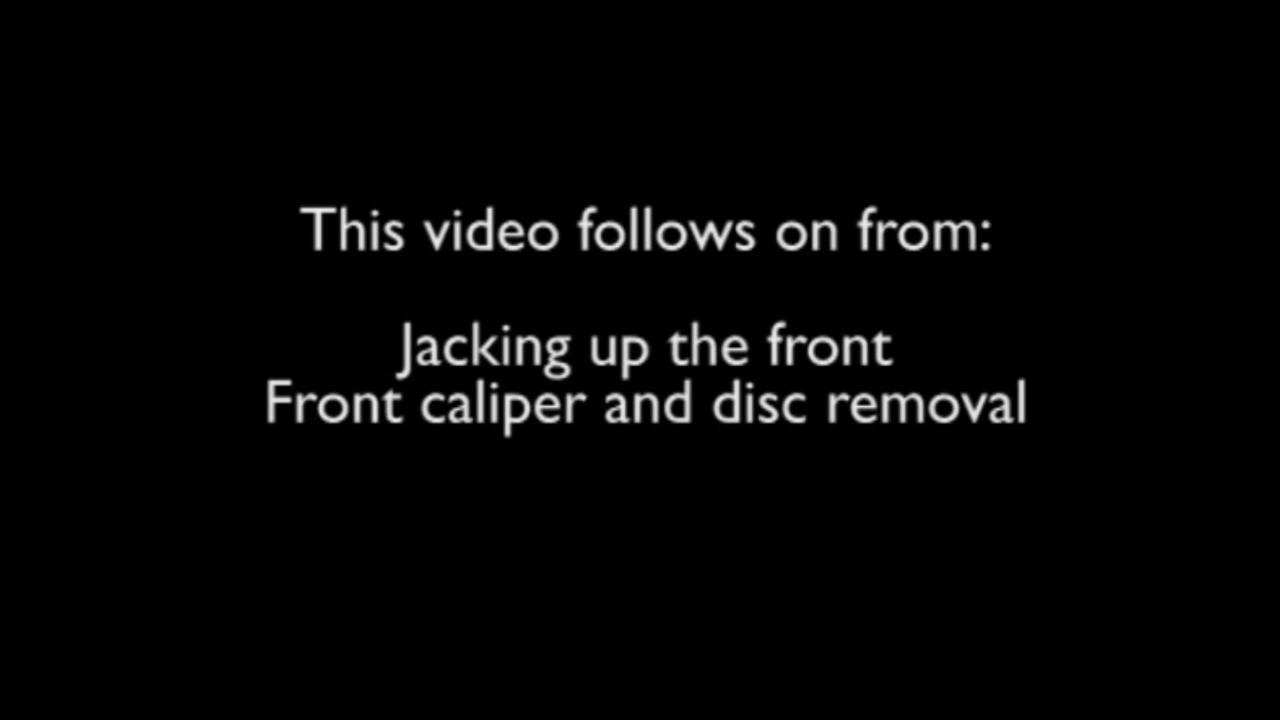 This video follows on from:
Jacking up the front
Front caliper and disc removal